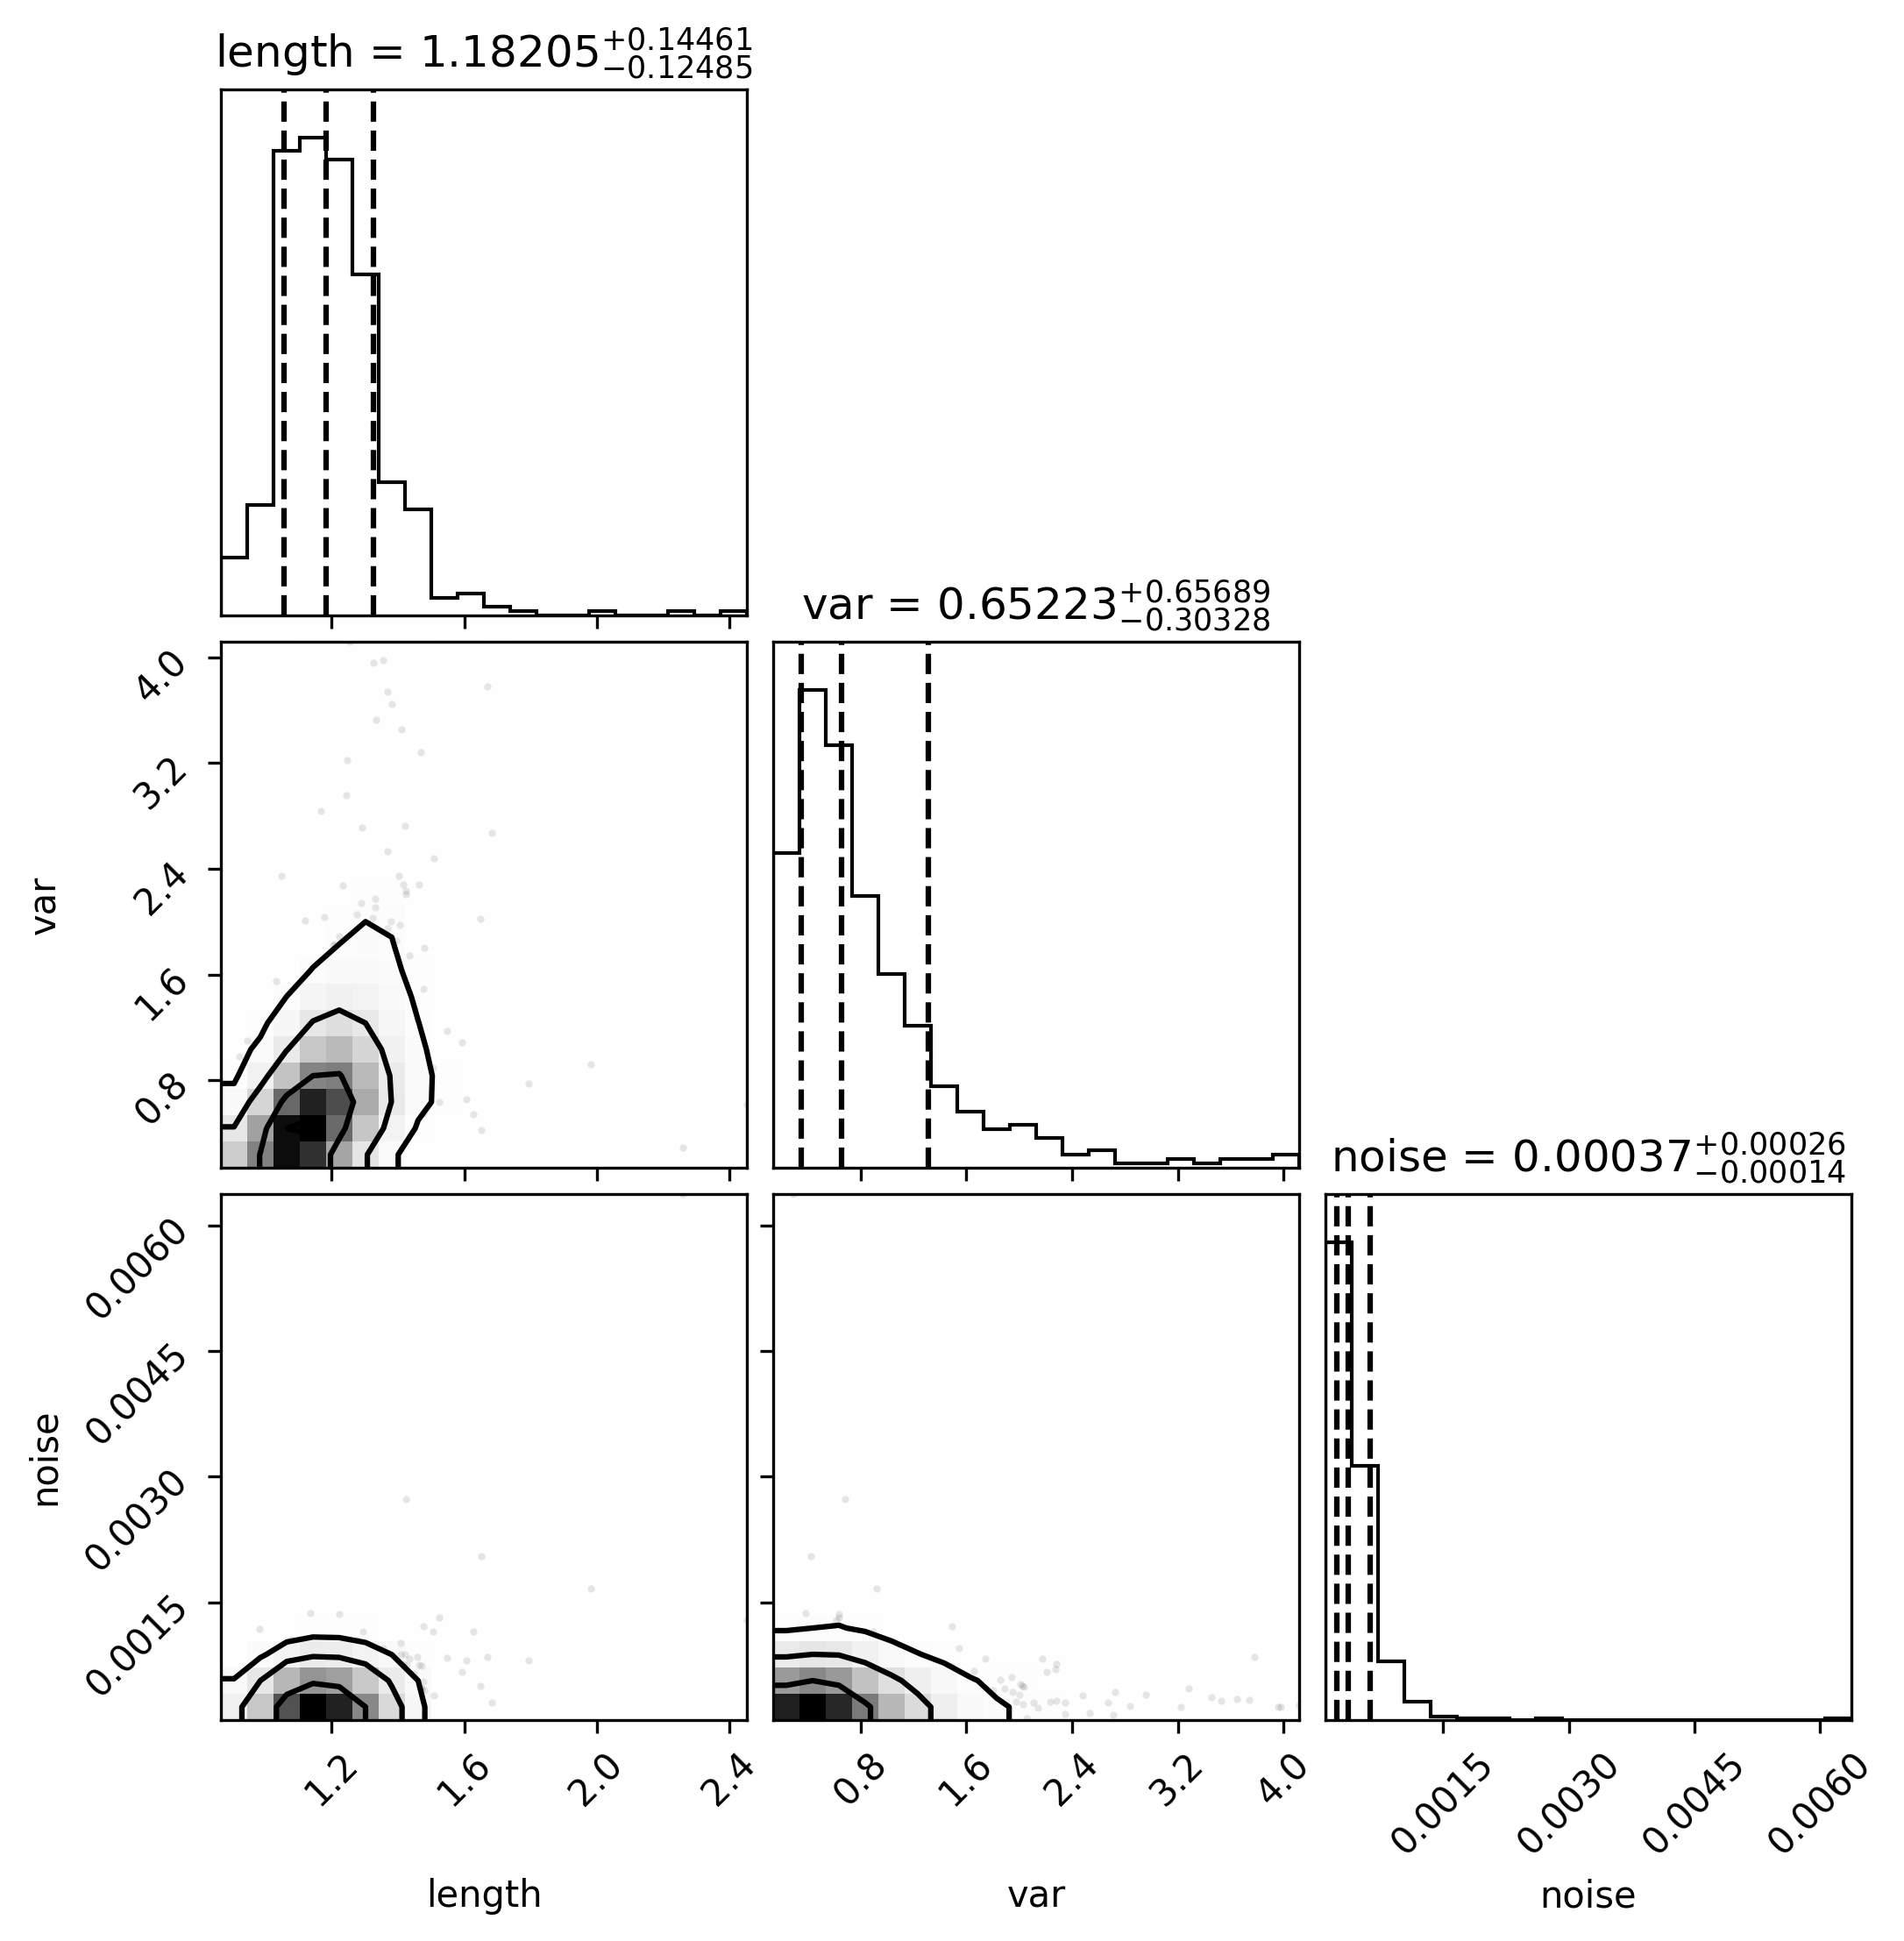 length = 1.18205 +0.14461 −0.12485
var = 0.65223 +0.65689 −0.30328
var
4.0
3.2
2.4
1.6
0.8
noise = 0.00037 +0.00026 −0.00014
noise
0.0060
0.0045
0.0030
0.0015
1.2 1.6 2.0 2.4 0.8 1.6 2.4 3.2 4.0 0.0015 0.0030 0.0045 0.0060
length var noise